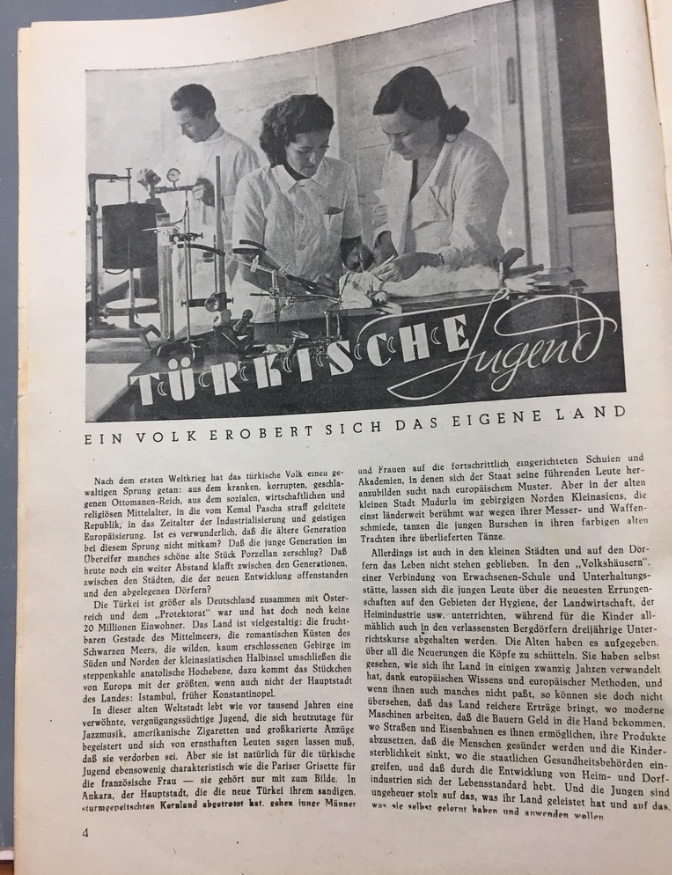 TÜRKISCHE Jugend
EIN VOLK EROBERT SICH DAS EIGENE LAND
Nach dem ersten Weltkrieg hat das türkische Volk einen ge-
waltigen Sprung getan: aus dem kranken, korrupten, geschla-
genen Ottomanen-Reich, aus dem sozialen, wirtschaftlichen und
religiösen Mittelalter, in die vom Kemal Pascha straff geleitete
Republik, in das Zeitalter der Industrialisierung und geistigen
Europäisierung. Ist es verwunderlich, daß die ältere Generation
bei diesem Sprung nicht mitkam? Daß die junge Generation im
Übereifer manches schöne alte Stück Porzellan zerschlug? Daß
heute noch ein weiter Abstand klafft zwischen den Generationen,
zwischen den Städten, die der neuen Entwicklung offenstanden
und den abgelegenen Dörfern?
Die Türkei ist größer als Deutschland zusammen mit Öster-
reich und dem „Protektorat" war und hat doch noch keine
20 Millionen Einwohner. Das Land ist vielgestaltig: die frucht-
baren Gestade des Mittelmeers, die romantischen Küsten des
Schwarzen Meers, die wilden, kaum erschlossenen Gebirge im
Süden und Norden der kleinasiatischen Halbinsel umschließen die
steppenkahle anatolische Hochebene, dazu kommt das Stückchen
von Europa mit der größten, wenn auch nicht der Hauptstadt
des Landes: Istambul, früher Konstantinopel.
In dieser alten Weltstadt lebt wie vor tausend Jahren eine
verwöhnte, vergnügungssüchtige Jugend, die sich heutzutage für
Jazzmusik, amerikanische Zigaretten und großkarierte Anzüge
begeistert und sich von ernsthaften Leuten sagen lassen muß,
daß sie verdorben sei. Aber sie ist natürlich für die türkische
Jugend ebensowenig charakteristisch wie die Pariser Grisette für
die französische Frau — sie gehört nur mit zum Bilde. In
Ankara, der Hauptstadt, die die neue Türkei ihrem sandigen,
sturmgepeitschten Kernland abgetrotzt hat, gehen junge Männer
und Frauen auf die fortschrittlich eingerichteten Schulen und
Akademien, in denen sich der Staat seine führenden Leute her-
anzubilden sucht nach europäischem Muster. Aber in der alten
kleinen Stadt Mudurlu im gebirgigen Norden Kleinasiens, die
einst länderweit berühmt war wegen ihrer Messer- und Waffen-
schmiede, tanzen die jungen Burschen in ihren farbigen alten
Trachten ihre überlieferten Tänze.
Allerdings ist auch in den kleinen Städten und auf den Dör-
fern das Leben nicht stehen geblieben. In den „Volkshäusern",
einer Verbindung von Erwachsenen-Schule und Unterhaltungs-
stätte, lassen sich die jungen Leute über die neuesten Errungen-
schaften auf den Gebieten der Hygiene, der Landwirtschaft, der
Heimindustrie usw. unterrichten, während für die Kinder all-
mählich auch in den verlassensten Bergdörfern dreijährige Unter-
richtskurse abgehalten werden. Die Alten haben es aufgegeben,
über all die Neuerungen die Köpfe zu schütteln. Sie haben selbst
gesehen, wie sich ihr Land in einigen zwanzig Jahren verwandelt
hat, dank europäischen Wissens und europäischer Methoden, und
wenn ihnen auch manches nicht paßt, so können sie doch nicht
übersehen, daß das Land reichere Erträge bringt, wo moderne
Maschinen arbeiten, daß die Bauern Geld in die Hand bekommen,
wo Straßen und Eisenbahnen es ihnen ermöglichen, ihre Produkte
abzusetzen, daß die Menschen gesünder werden und die Kinder-
sterblichkeit sinkt, wo die staatlichen Gesundheitsbehörden ein-
greifen, und daß durch die Entwicklung von Heim- und Dorf-
industrien sich der Lebensstandard hebt. Und die Jungen sind
ungeheuer stolz auf das, was ihr Land geleistet hat und auf das,
was sie selbst gelernt haben und anwenden wollen
4